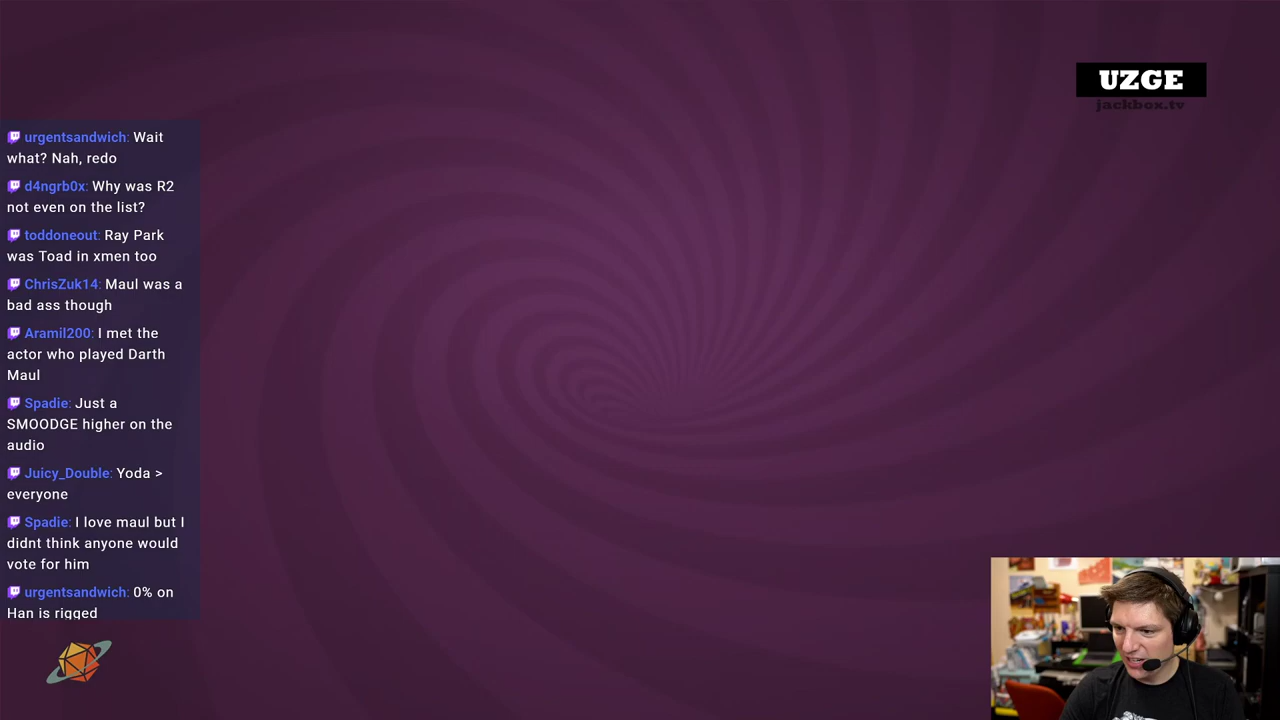 UZGE
jackbox.tv
urgentsandwich: Wait
what? Nah, redo
d4ngrb0x: Why was R2
not even on the list?
toddoneout: Ray Park
was Toad in xmen too
ChrisZuk14: Maul was a
bad ass though
Aramil200: I met the
actor who played Darth
Maul
Spadie: Just a
SMOODGE higher on the
audio
Juicy_Double: Yoda >
everyone
Spadie: I love maul but I
didnt think anyone would
vote for him
urgentsandwich: 0% on
Han is rigged